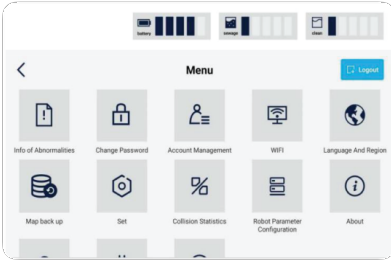 battery
sewage
clean
Menu
Logout
Info of Abnormalities
Change Password
Account Management
WIFI
Language And Region
Map back up
Set
Collision Statistics
Robot Parameter
Configuration
About